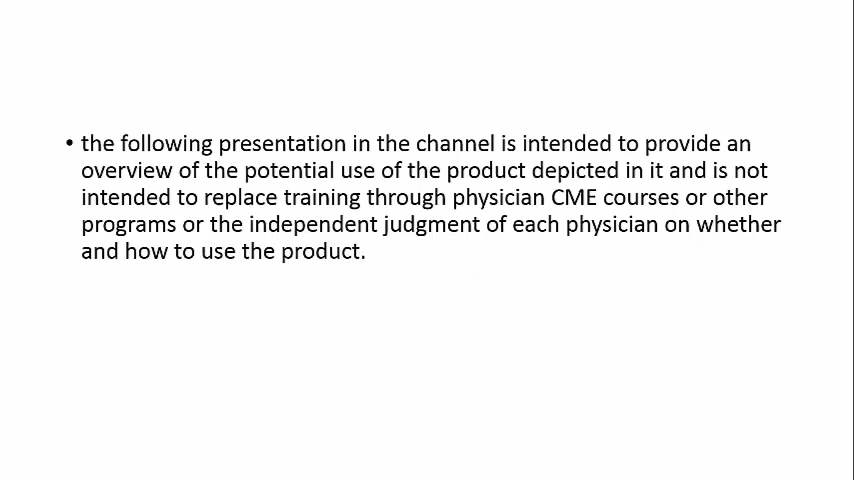 • the following presentation in the channel is intended to provide an
overview of the potential use of the product depicted in it and is not
intended to replace training through physician CME courses or other
programs or the independent judgment of each physician on whether
and how to use the product.